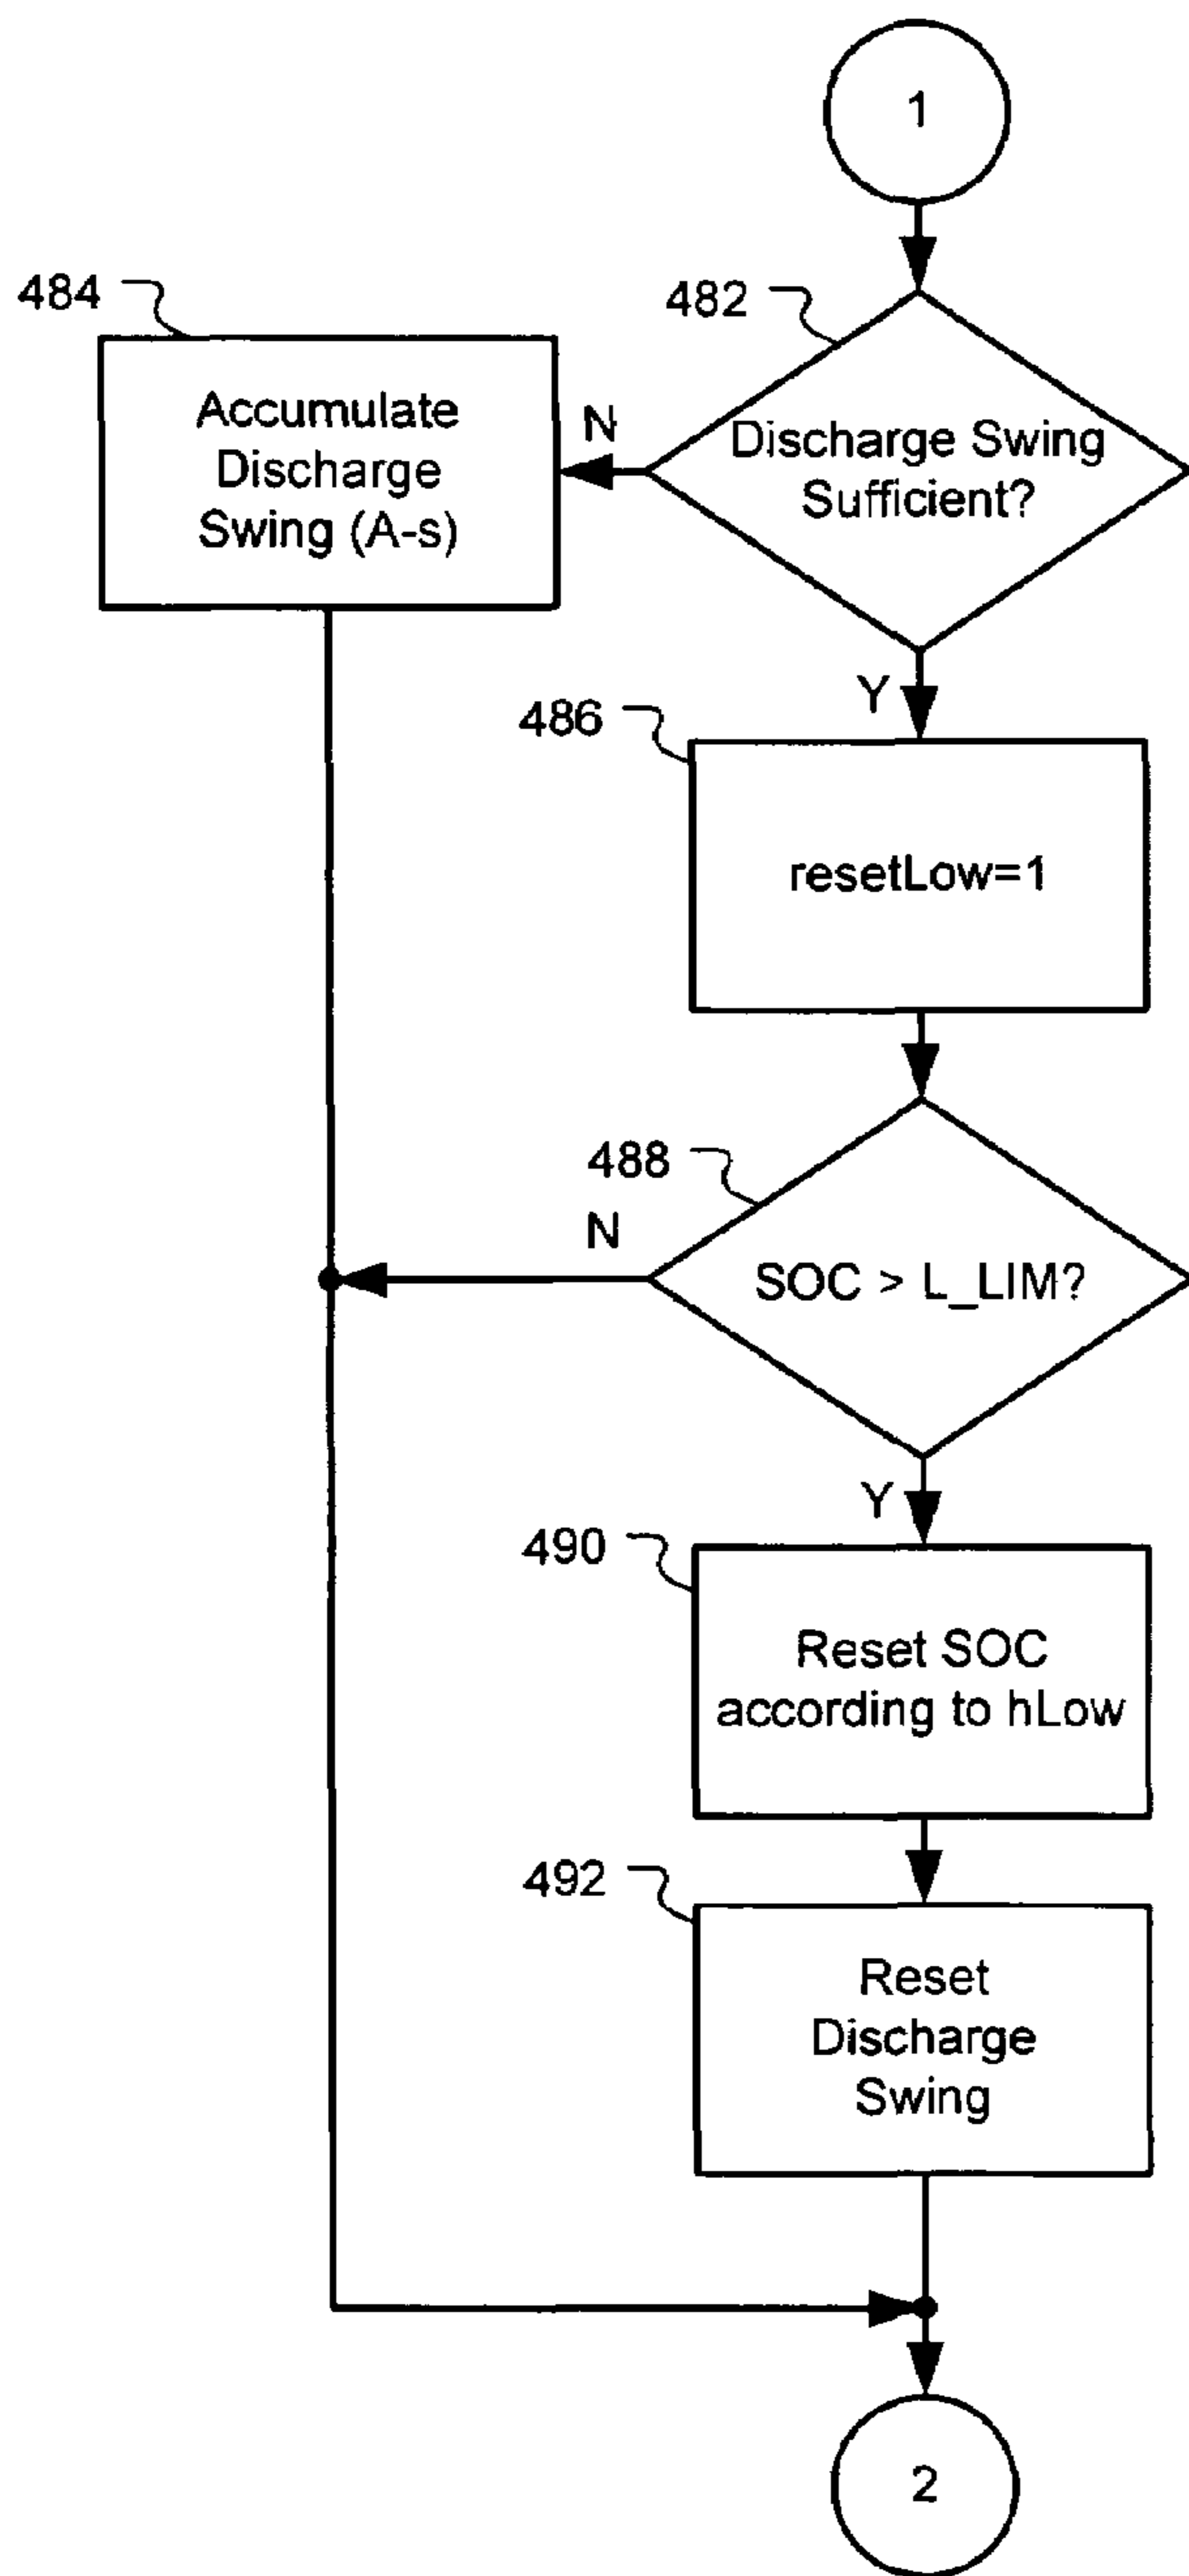 1
484
482
Accumulate
Discharge
Swing (A-s)
N
Discharge Swing
Sufficient?
Y
486
resetLow=1
488
N
SOC > L_LIM?
Y
490
Reset SOC
according to hLow
492
Reset
Discharge
Swing
2